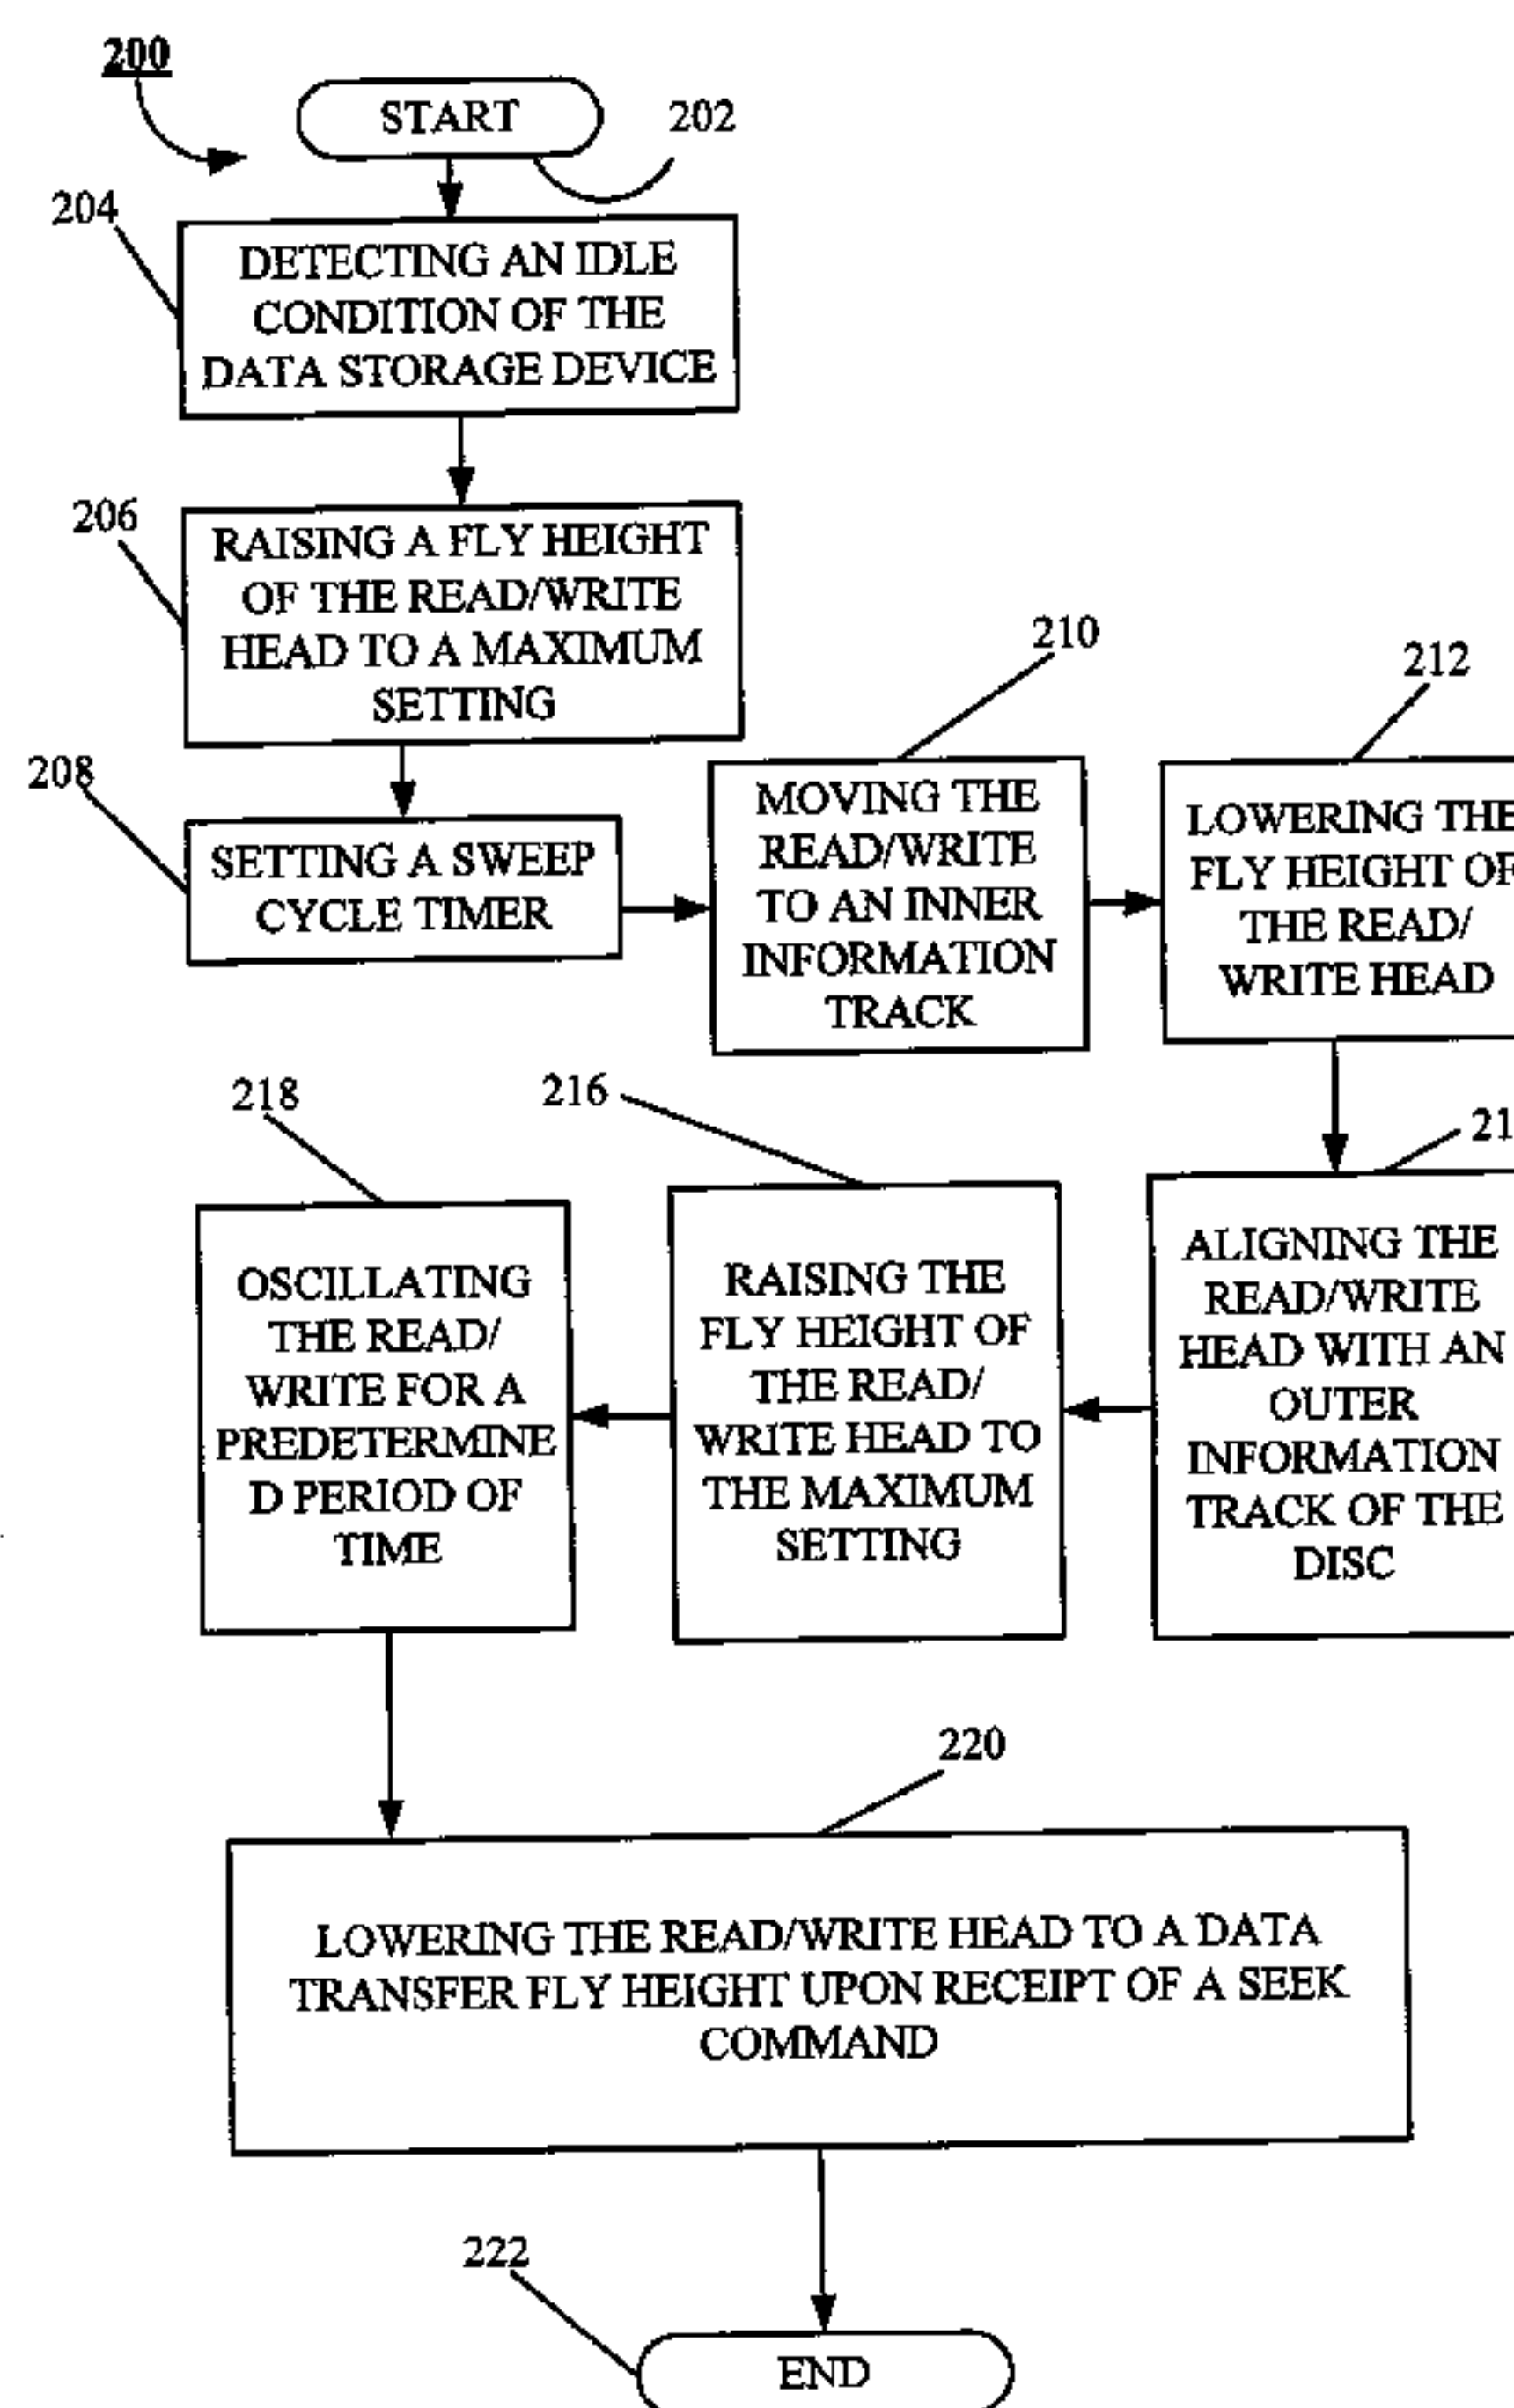 200
START
202
204
DETECTING AN IDLE
CONDITION OF THE
DATA STORAGE DEVICE
206
RAISING A FLY HEIGHT
OF THE READ/WRITE
HEAD TO A MAXIMUM
SETTING
208
SETTING A SWEEP
CYCLE TIMER
210
MOVING THE
READ/WRITE
TO AN INNER
INFORMATION
TRACK
212
LOWERING THE
FLY HEIGHT OF
THE READ/
WRITE HEAD
21
ALIGNING THE
READ/WRITE
HEAD WITH AN
OUTER
INFORMATION
TRACK OF THE
DISC
216
RAISING THE
FLY HEIGHT OF
THE READ/
WRITE HEAD TO
THE MAXIMUM
SETTING
218
OSCILLATING
THE READ/
WRITE FOR A
PREDETERMINE
D PERIOD OF
TIME
220
LOWERING THE READ/WRITE HEAD TO A DATA
TRANSFER FLY HEIGHT UPON RECEIPT OF A SEEK
COMMAND
222
END